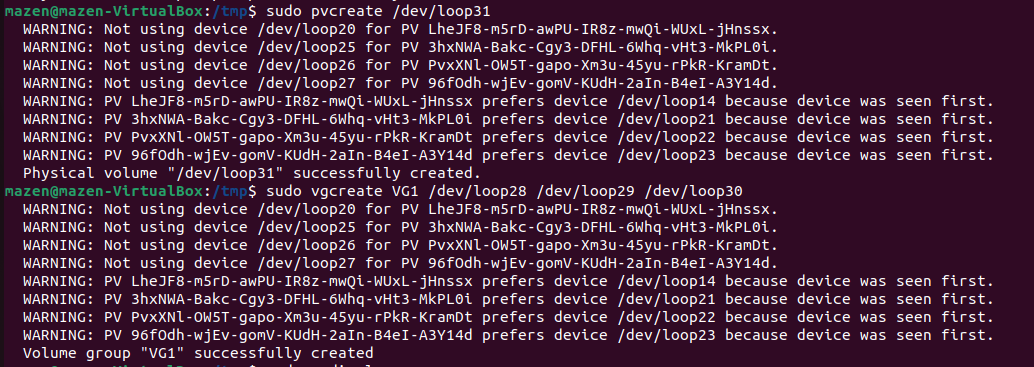 mazen@mazen-VirtualBox:/tmp$ sudo pvcreate /dev/loop31
WARNING: Not using device /dev/loop20 for PV LheJF8-m5rD-awPU-IR8z-mwQi-WUxL-jHnssx.
WARNING: Not using device /dev/loop25 for PV 3hxNWA-Bakc-Cgy3-DFHL-6Whq-vHt3-MkPL0i.
WARNING: Not using device /dev/loop26 for PV PvxXNl-OW5T-gapo-Xm3u-45yu-rPkR-KramDt.
WARNING: Not using device /dev/loop27 for PV 96fOdh-wjEv-gomV-KUdH-2aIn-B4eI-A3Y14d.
WARNING: PV LheJF8-m5rD-awPU-IR8z-mwQi-WUxL-jHnssx prefers device /dev/loop14 because device was seen first.
WARNING: PV 3hxNWA-Bakc-Cgy3-DFHL-6Whq-vHt3-MkPL0i prefers device /dev/loop21 because device was seen first.
WARNING: PV PvxXNl-OW5T-gapo-Xm3u-45yu-rPkR-KramDt prefers device /dev/loop22 because device was seen first.
WARNING: PV 96fOdh-wjEv-gomV-KUdH-2aIn-B4eI-A3Y14d prefers device /dev/loop23 because device was seen first.
Physical volume "/dev/loop31" successfully created.
mazen@mazen-VirtualBox:/tmp$ sudo vgcreate VG1 /dev/loop28 /dev/loop29 /dev/loop30
WARNING: Not using device /dev/loop20 for PV LheJF8-m5rD-awPU-IR8z-mwQi-WUxL-jHnssx.
WARNING: Not using device /dev/loop25 for PV 3hxNWA-Bakc-Cgy3-DFHL-6Whq-vHt3-MkPL0i.
WARNING: Not using device /dev/loop26 for PV PvxXNl-OW5T-gapo-Xm3u-45yu-rPkR-KramDt.
WARNING: Not using device /dev/loop27 for PV 96fOdh-wjEv-gomV-KUdH-2aIn-B4eI-A3Y14d.
WARNING: PV LheJF8-m5rD-awPU-IR8z-mwQi-WUxL-jHnssx prefers device /dev/loop14 because device was seen first.
WARNING: PV 3hxNWA-Bakc-Cgy3-DFHL-6Whq-vHt3-MkPL0i prefers device /dev/loop21 because device was seen first.
WARNING: PV PvxXNl-OW5T-gapo-Xm3u-45yu-rPkR-KramDt prefers device /dev/loop22 because device was seen first.
WARNING: PV 96fOdh-wjEv-gomV-KUdH-2aIn-B4eI-A3Y14d prefers device /dev/loop23 because device was seen first.
Volume group "VG1" successfully created